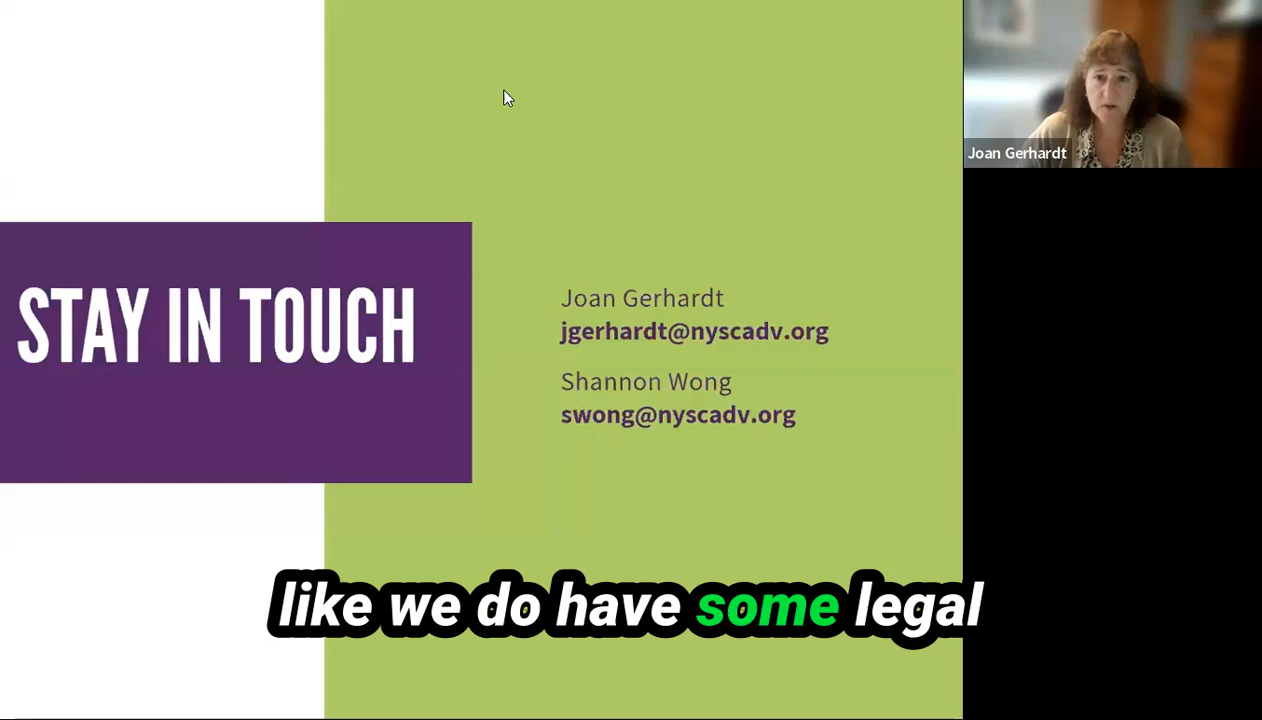 Joan Gerhardt
STAY IN TOUCH
Joan Gerhardt
jgerhardt@nyscadv.org
Shannon Wong
swong@nyscadv.org
like we do have some legal